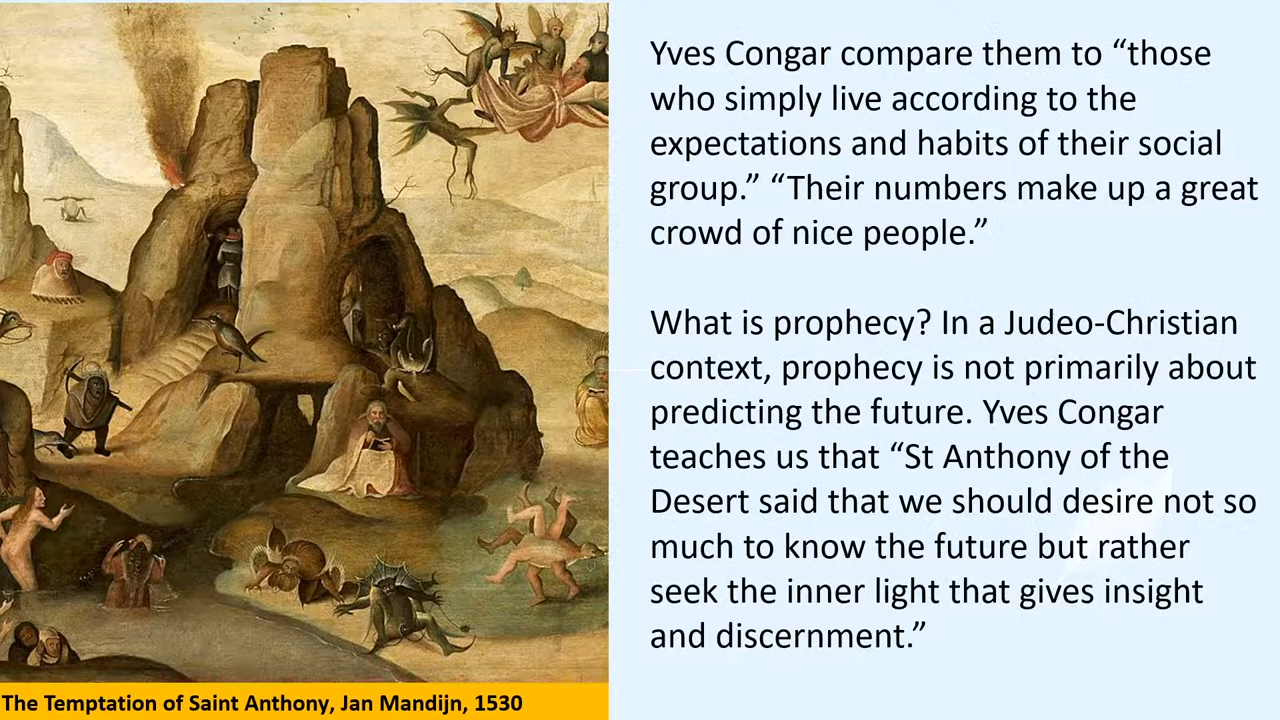 Yves Congar compare them to “those
who simply live according to the
expectations and habits of their social
group.” “Their numbers make up a great
crowd of nice people.”
What is prophecy? In a Judeo-Christian
context, prophecy is not primarily about
predicting the future. Yves Congar
teaches us that “St Anthony of the
Desert said that we should desire not so
much to know the future but rather
seek the inner light that gives insight
and discernment.”
The Temptation of Saint Anthony, Jan Mandijn, 1530